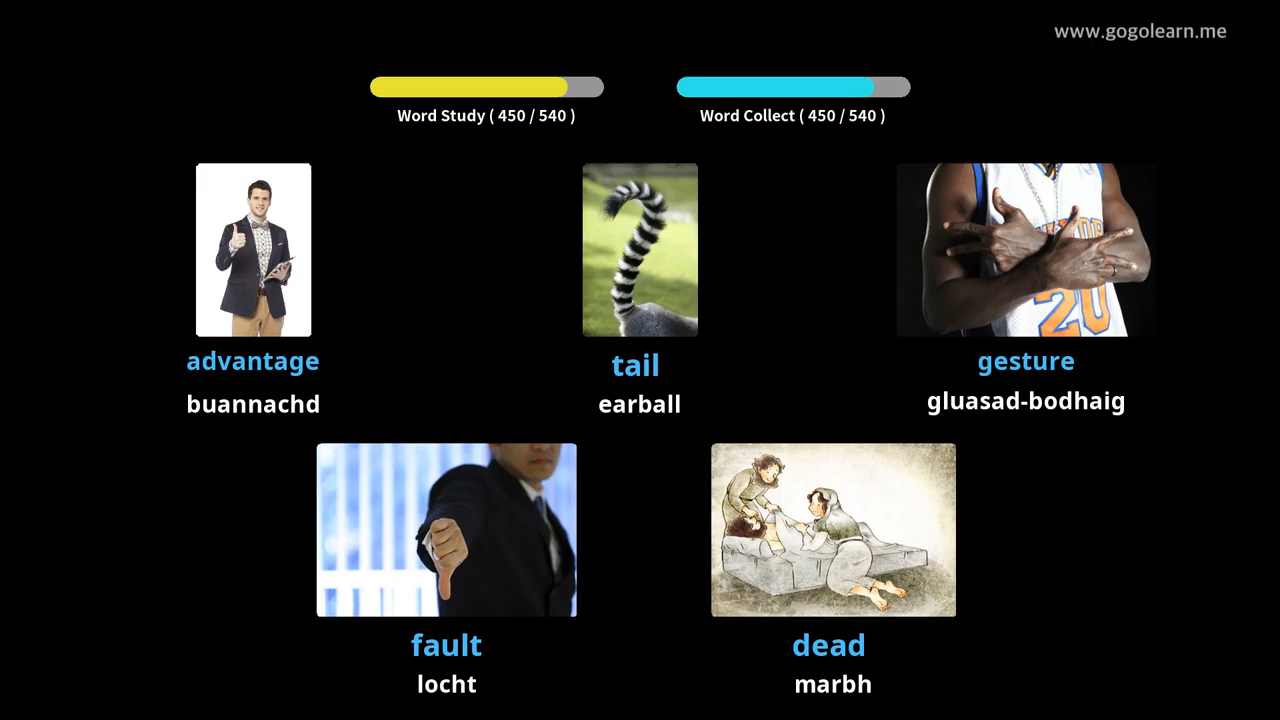 www.gogolearn.me
Word Study ( 450 / 540 )
Word Collect ( 450 / 540 )
advantage
buannachd
tail
earball
gesture
gluasad-bodhaig
20
fault
locht
dead
marbh